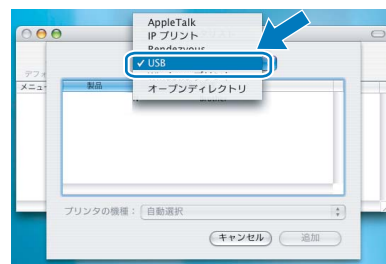 AppleTalk
IP プリント
Rendezvous
✓ USB
オープンディレクトリ
メニュー
製品
プリンタの機種：
自動選択
キャンセル
追加